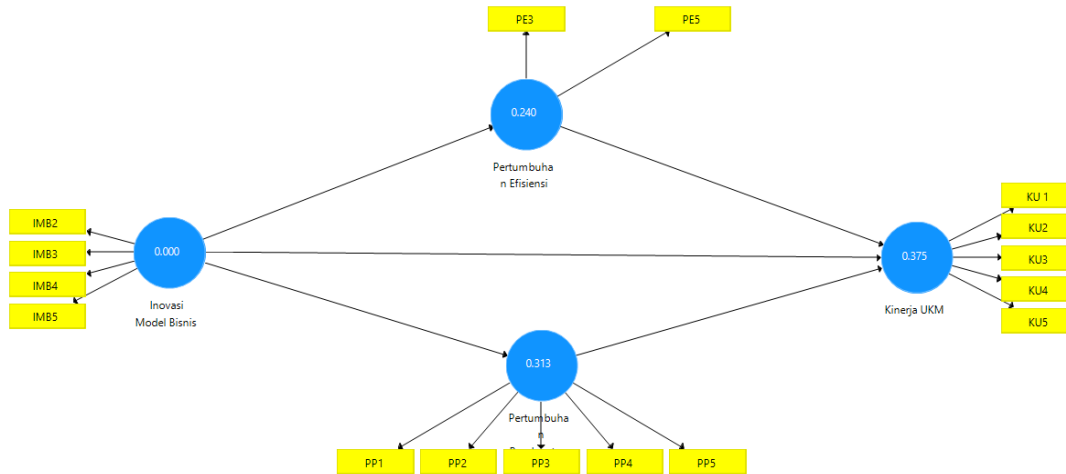 PE3
PE5
0.240
Pertumbuha
n Efisiensi
IMB2
IMB3
IMB4
IMB5
0.000
Inovasi
Model Bisnis
0.375
Kinerja UKM
KU 1
KU2
KU3
KU4
KU5
0.313
Pertumbuha
PP1
PP2
PP3
PP4
PP5